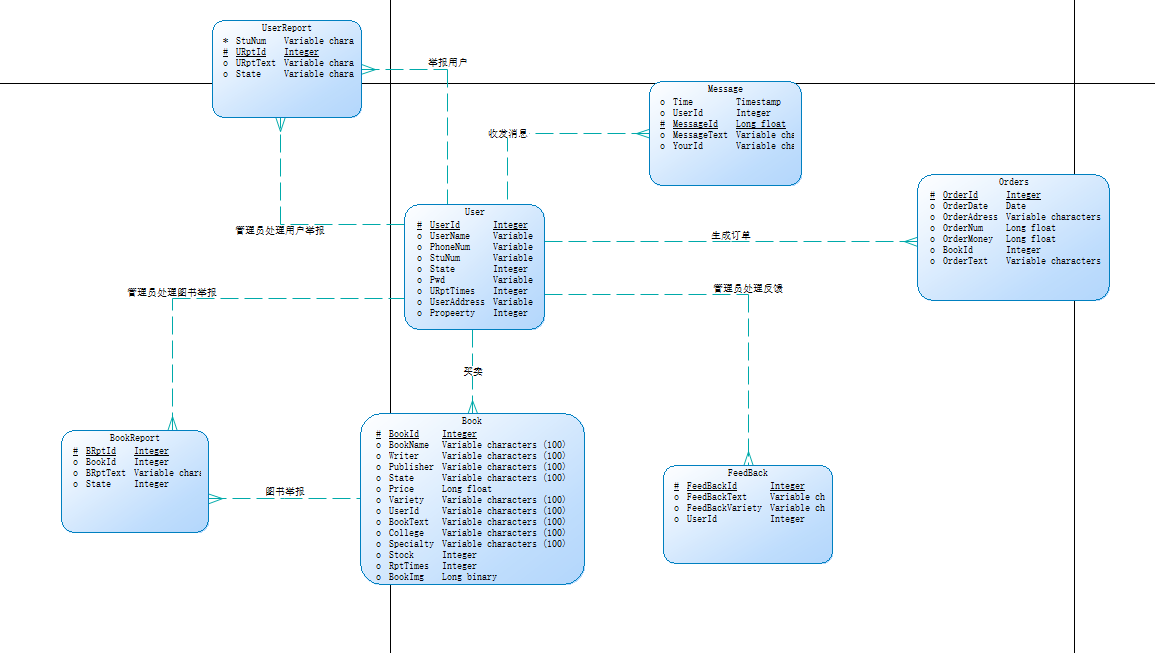 UserReport
* StuNum Variable chara
# URptId Integer
o URptText Variable chara
o State Variable chara
举报用户
Message
o Time Timestamp
o UserId Integer
# MessageId Long float
o MessageText Variable cha
o YourId Variable cha
收发消息
Orders
# OrderId Integer
o OrderDate Date
o OrderAdress Variable characters
o OrderNum Long float
o OrderMoney Long float
o BookId Integer
o OrderText Variable characters
User
# UserId Integer
o UserName Variable
o PhoneNum Variable
o StuNum Variable
o State Integer
o Pwd Variable
o URptTimes Integer
o UserAddress Variable
o Propeerty Integer
管理员处理用户举报
生成订单
管理员处理图书举报
管理员处理反馈
买卖
Book
# BookId Integer
o BookName Variable characters (100)
o Writer Variable characters (100)
o Publisher Variable characters (100)
o State Variable characters (100)
o Price Long float
o Variety Variable characters (100)
o UserId Variable characters (100)
o BookText Variable characters (100)
o College Variable characters (100)
o Specialty Variable characters (100)
o Stock Integer
o RptTimes Integer
o BookImg Long binary
BookReport
# BRptId Integer
o BookId Integer
o BRptText Variable chara
o State Integer
图书举报
FeedBack
# FeedBackId Integer
o FeedBackText Variable ch
o FeedBackVariety Variable ch
o UserId Integer